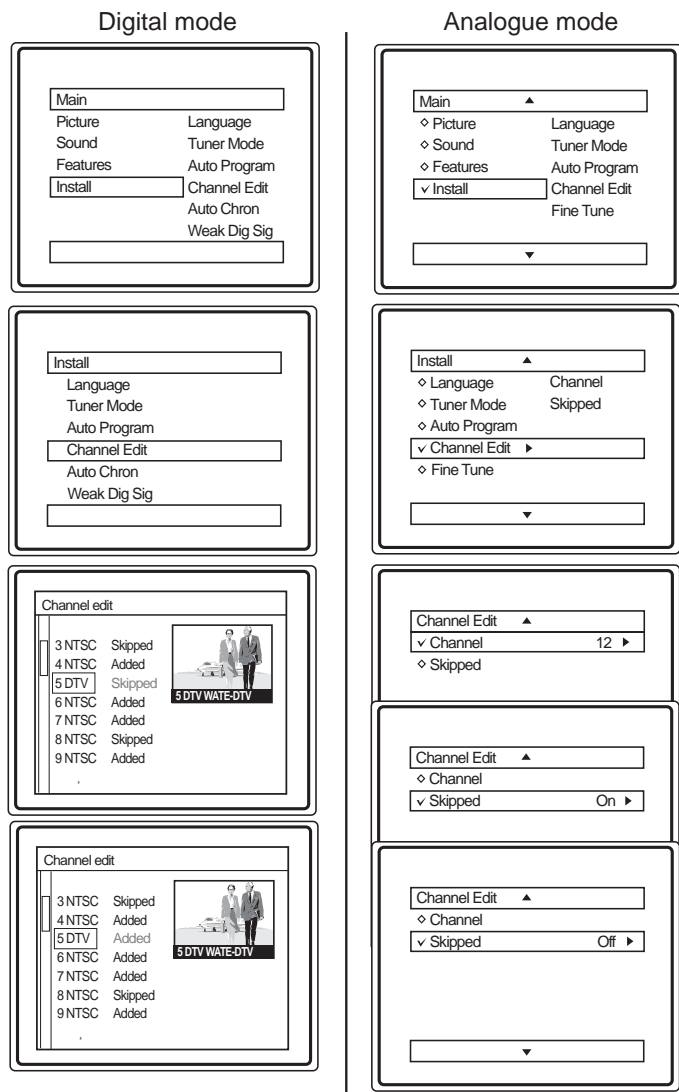 Digital mode
Main
Picture Language
Sound Tuner Mode
Features Auto Program
Install Channel Edit
Auto Chron
Weak Dig Sig
Install
Language
Tuner Mode
Auto Program
Channel Edit
Auto Chron
Weak Dig Sig
Channel edit
3 NTSC Skipped
4 NTSC Added
5 DTV Skipped
6 NTSC Added
7 NTSC Added
8 NTSC Skipped
9 NTSC Added
5 DTV WATE-DTV
Channel edit
3 NTSC Skipped
4 NTSC Added
5 DTV Added
6 NTSC Added
7 NTSC Added
8 NTSC Skipped
9 NTSC Added
5 DTV WATE-DTV
Analogue mode
Main
Picture Language
Sound Tuner Mode
Features Auto Program
Install Channel Edit
Fine Tune
Install
Language Channel
Tuner Mode Skipped
Auto Program
Channel Edit
Fine Tune
Channel Edit
Channel 12
Skipped
Channel Edit
Channel
Skipped On
Channel Edit
Channel
Skipped Off